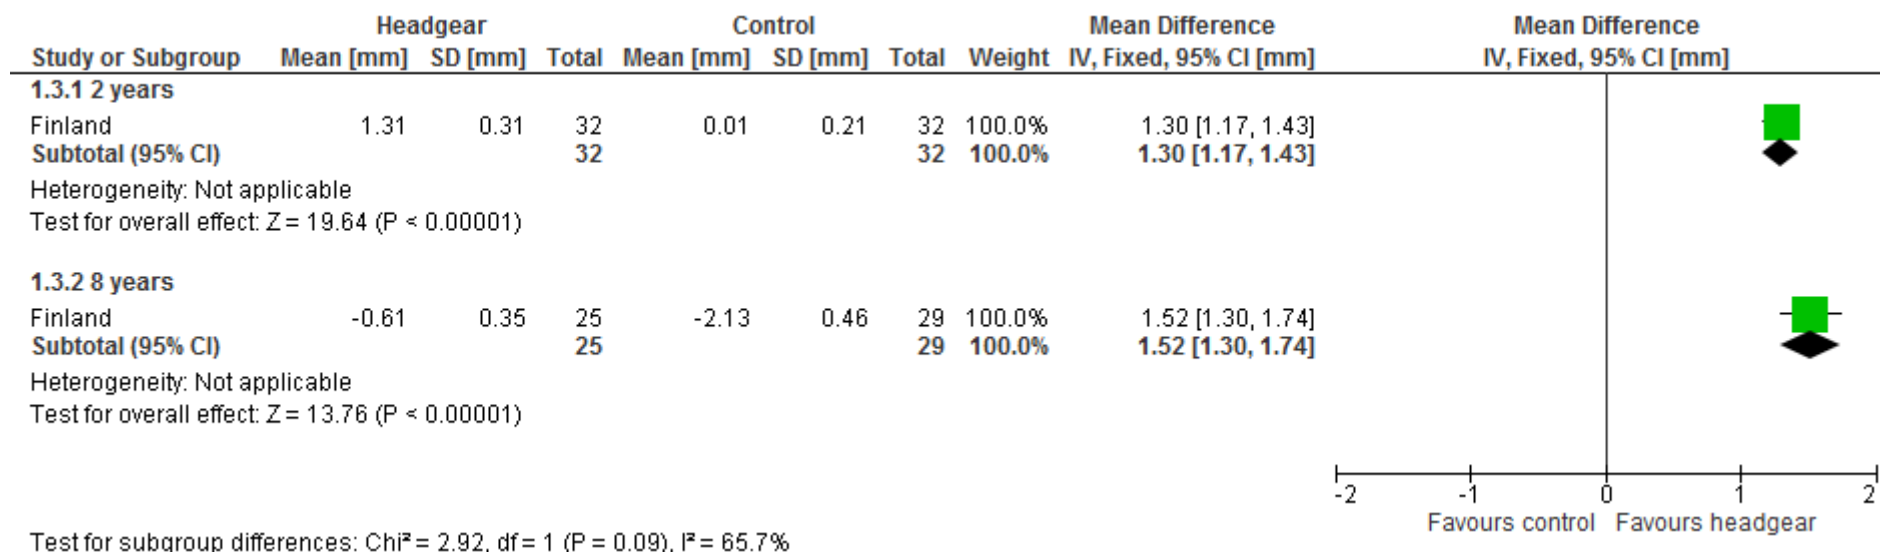 Headgear Control Mean Difference Mean Difference
Study or Subgroup Mean [mm] SD [mm] Total Mean [mm] SD [mm] Total Weight IV, Fixed, 95% CI [mm] IV, Fixed, 95% CI [mm]
1.3.1 2 years
Finland 1.31 0.31 32 0.01 0.21 32 100.0% 1.30 [1.17, 1.43]
Subtotal (95% CI) 32 32 100.0% 1.30 [1.17, 1.43]
Heterogeneity: Not applicable
Test for overall effect: Z = 19.64 (P < 0.00001)
1.3.2 8 years
Finland -0.61 0.35 25 -2.13 0.46 29 100.0% 1.52 [1.30, 1.74]
Subtotal (95% CI) 25 29 100.0% 1.52 [1.30, 1.74]
Heterogeneity: Not applicable
Test for overall effect: Z = 13.76 (P < 0.00001)
-2 -1 0 1 2
Favours control Favours headgear
Test for subgroup differences: Chi² = 2.92, df = 1 (P = 0.09), I² = 65.7%